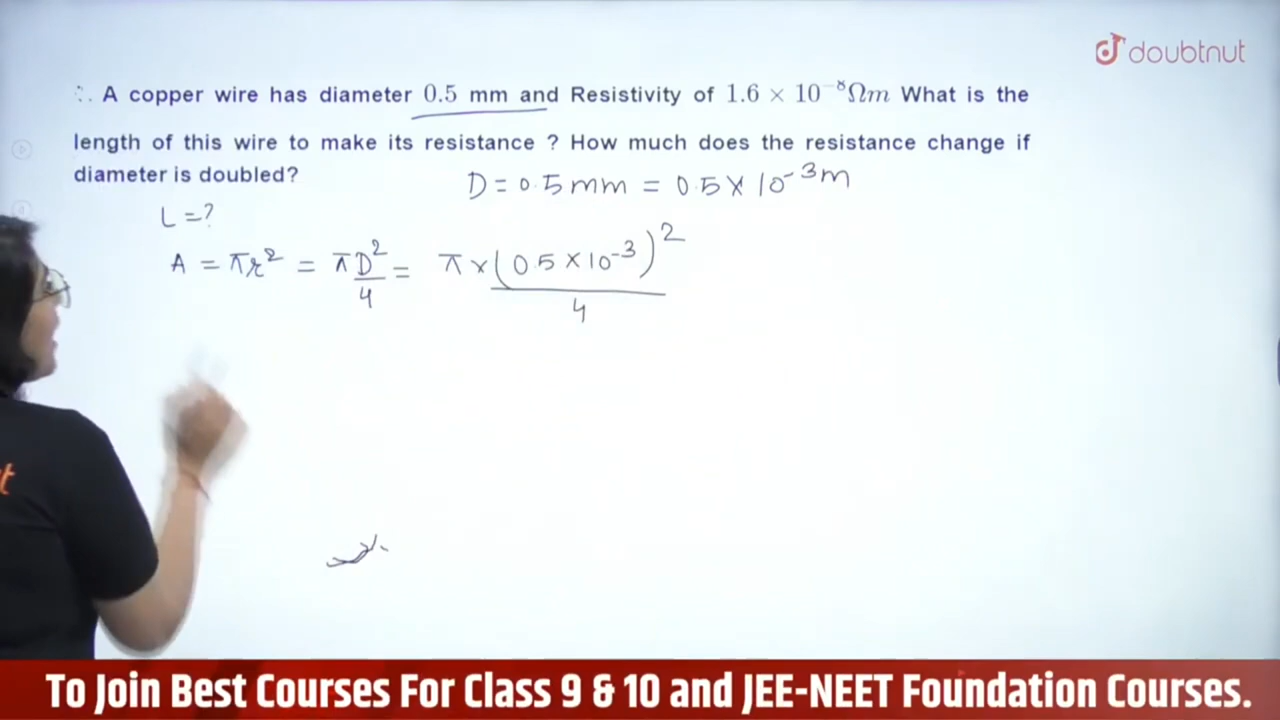 doubtnut
∴ A copper wire has diameter 0.5 mm and Resistivity of 1.6 × 10⁻⁸Ωm What is the
length of this wire to make its resistance ? How much does the resistance change if
diameter is doubled?
D = 0.5 mm = 0.5 × 10⁻³ m
L = ?
A = πr² = πD²/4 = π × (0.5 × 10⁻³)²/4
To Join Best Courses For Class 9 & 10 and JEE-NEET Foundation Courses.